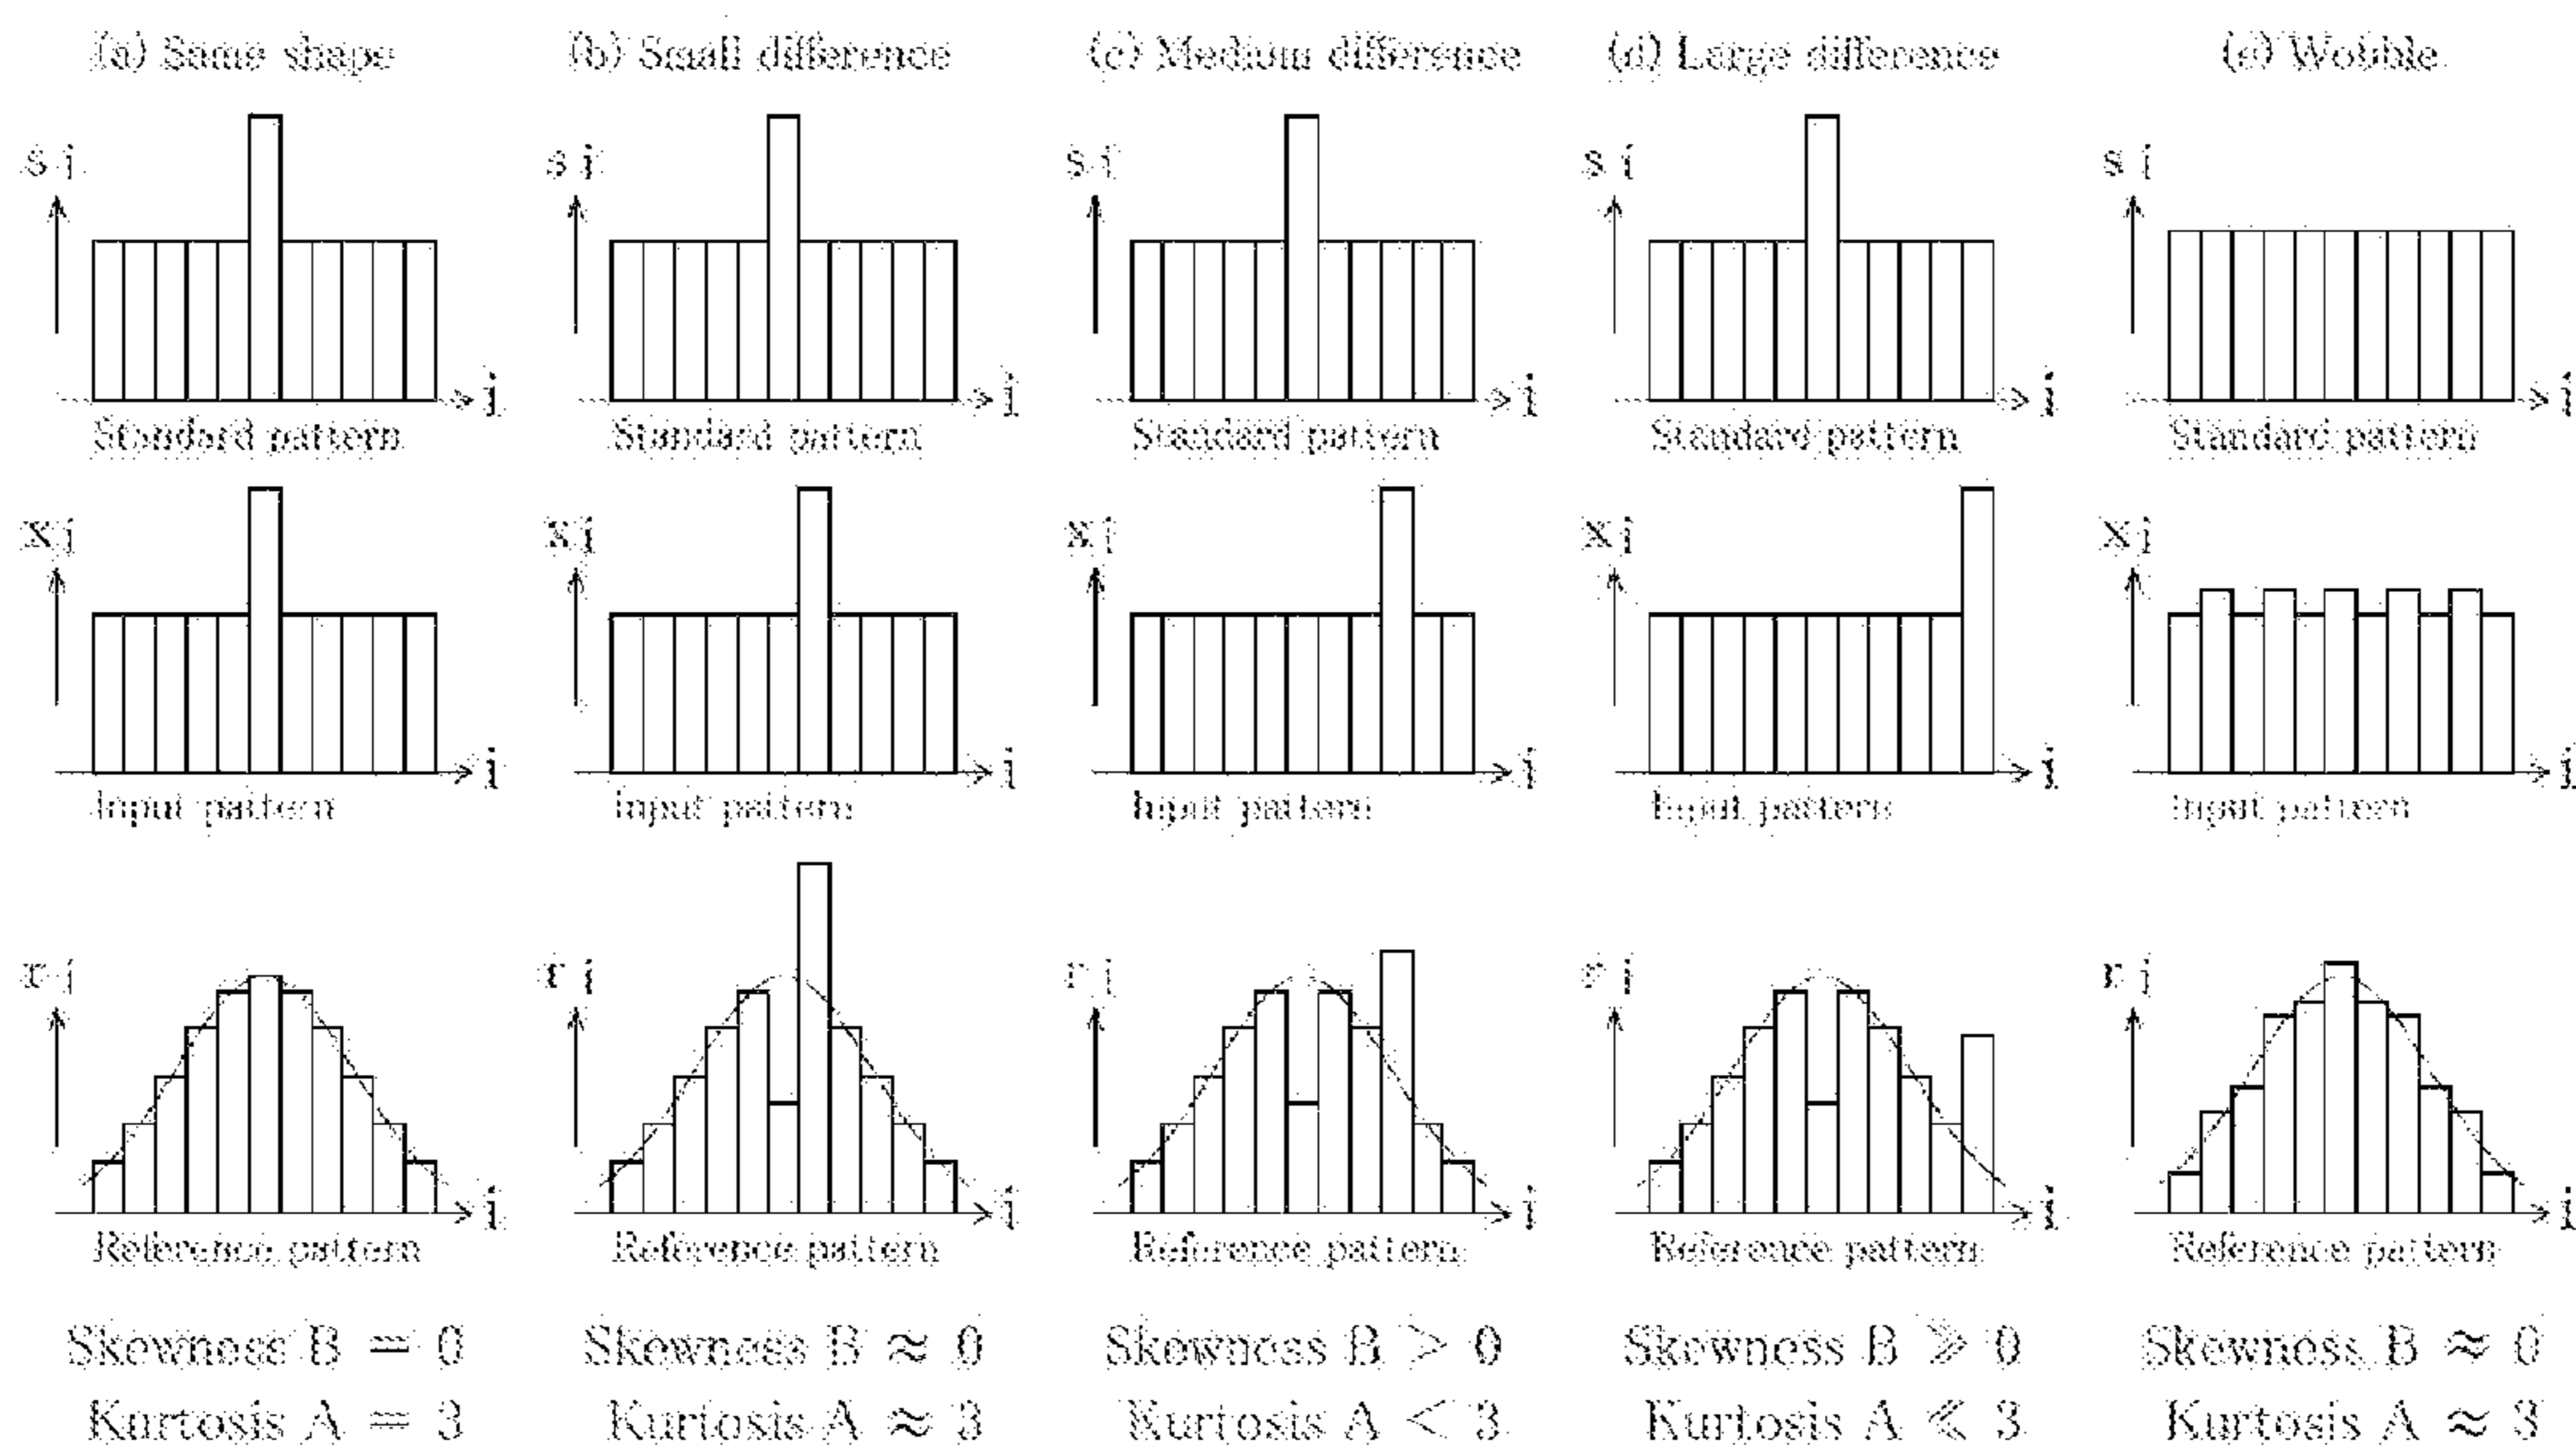 (a) Same shape
(b) Small difference
(c) Medium difference
(d) Large difference
(e) Wobble
s i
s i
s i
s i
s i
i
i
i
i
i
Standard pattern
Standard pattern
Standard pattern
Standard pattern
Standard pattern
x i
x i
x i
x i
x i
i
i
i
i
i
Input pattern
Input pattern
Input pattern
Input pattern
Input pattern
r i
r i
r i
r i
r i
i
i
i
i
i
Reference pattern
Reference pattern
Reference pattern
Reference pattern
Reference pattern
Skewness B = 0
Skewness B ≈ 0
Skewness B > 0
Skewness B ≫ 0
Skewness B ≈ 0
Kurtosis A = 3
Kurtosis A ≈ 3
Kurtosis A < 3
Kurtosis A ≪ 3
Kurtosis A ≈ 3